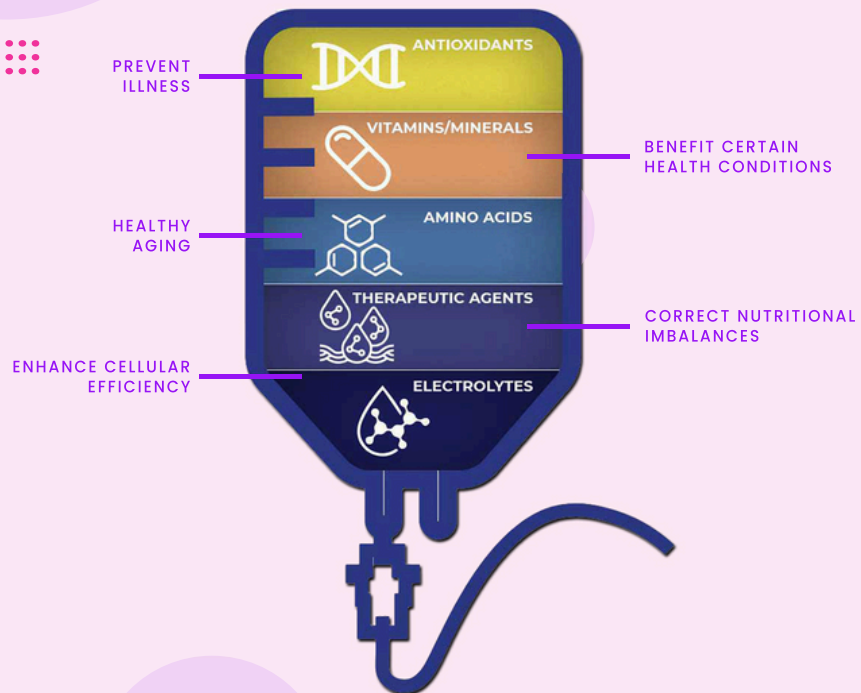 ANTIOXIDANTS
PREVENT
ILLNESS
VITAMINS/MINERALS
BENEFIT CERTAIN
HEALTH CONDITIONS
AMINO ACIDS
HEALTHY
AGING
THERAPEUTIC AGENTS
CORRECT NUTRITIONAL
IMBALANCES
ENHANCE CELLULAR
EFFICIENCY
ELECTROLYTES